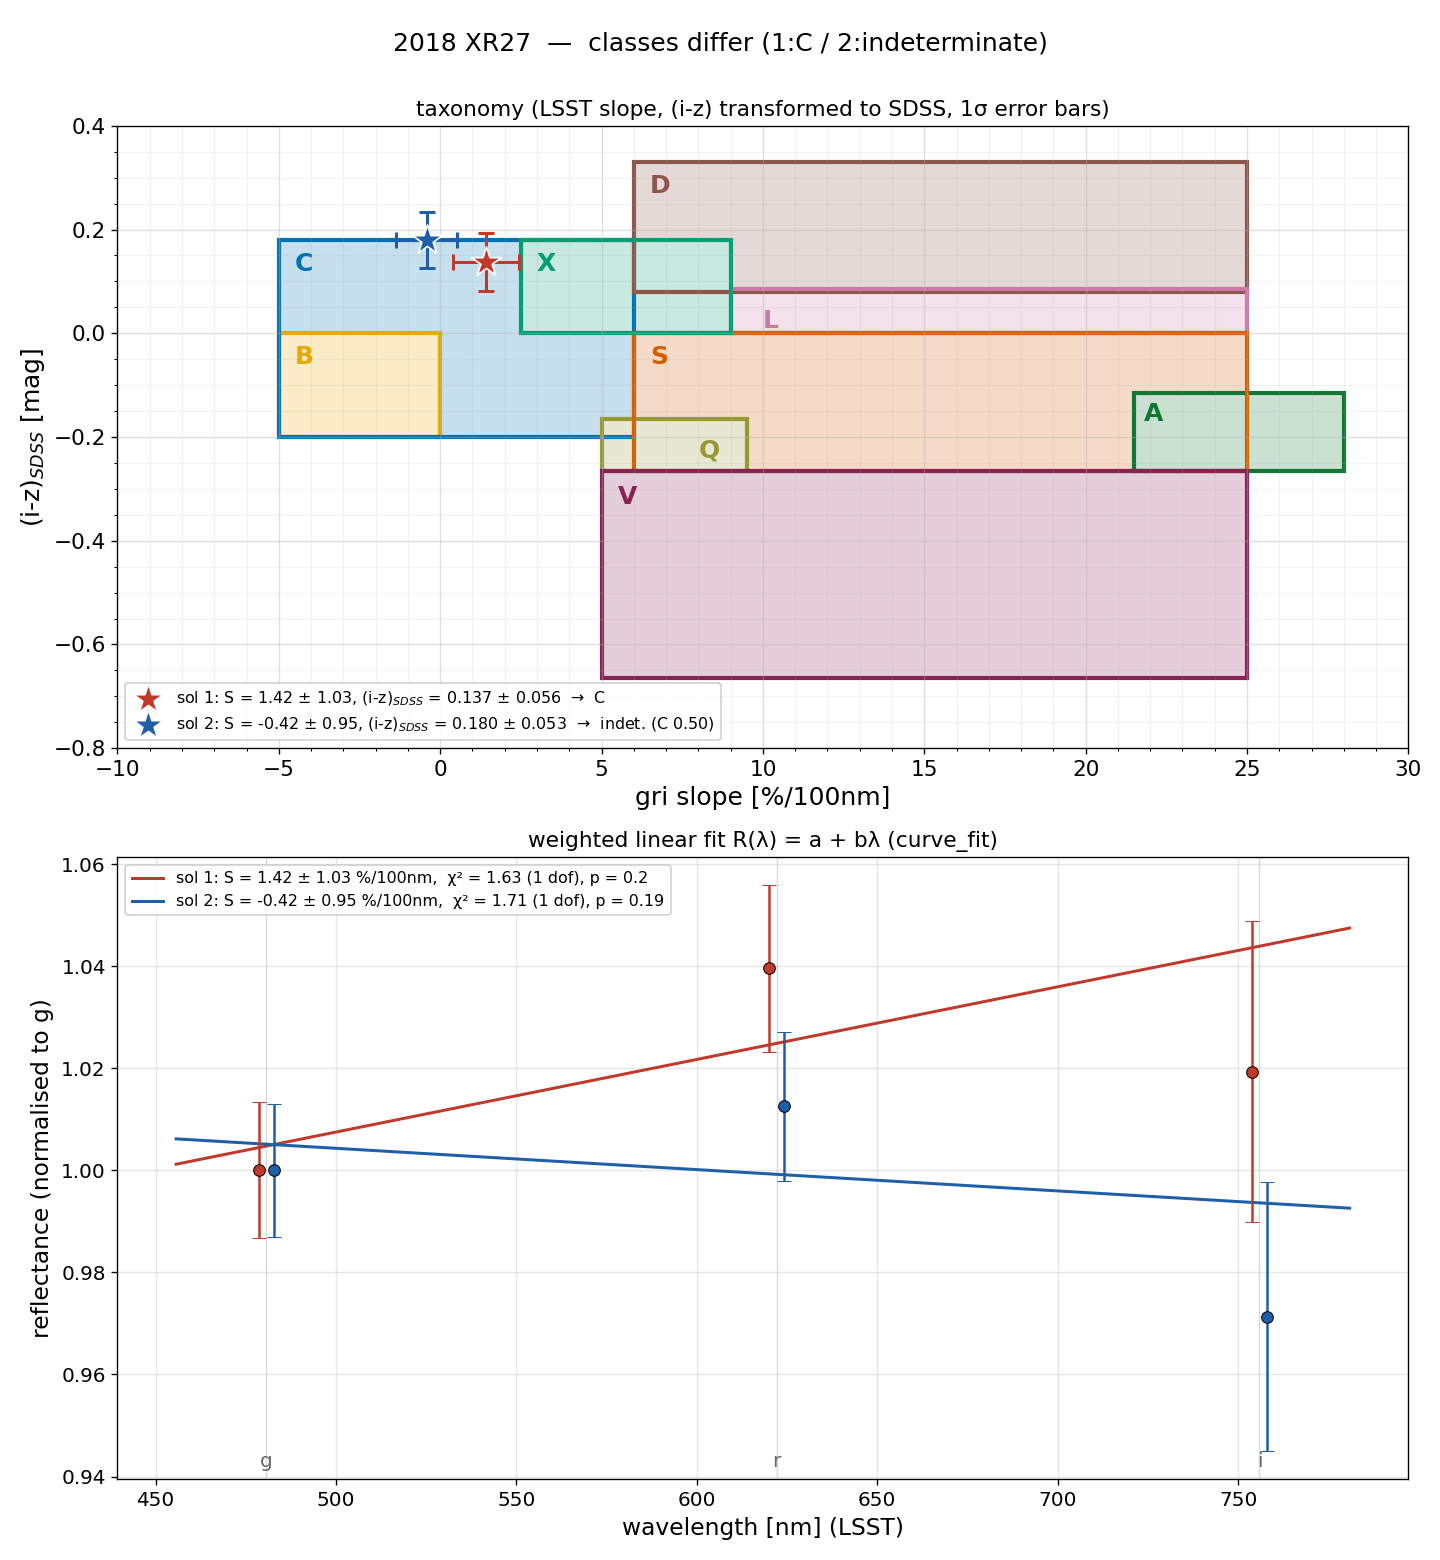 2018 XR27 — classes differ (1:C / 2:indeterminate)
taxonomy (LSST slope, (i-z) transformed to SDSS, 1σ error bars)
0.4
0.2
0.0
−0.2
−0.4
−0.6
−0.8
(i-z)SDSS [mag]
D
C
X
L
B
S
A
Q
V
sol 1: S = 1.42 ± 1.03, (i-z)SDSS = 0.137 ± 0.056 → C
sol 2: S = -0.42 ± 0.95, (i-z)SDSS = 0.180 ± 0.053 → indet. (C 0.50)
−10 −5 0 5 10 15 20 25 30
gri slope [%/100nm]
weighted linear fit R(λ) = a + bλ (curve_fit)
1.06
1.04
1.02
1.00
0.98
0.96
0.94
reflectance (normalised to g)
sol 1: S = 1.42 ± 1.03 %/100nm, χ² = 1.63 (1 dof), p = 0.2
sol 2: S = -0.42 ± 0.95 %/100nm, χ² = 1.71 (1 dof), p = 0.19
g r i
450 500 550 600 650 700 750
wavelength [nm] (LSST)